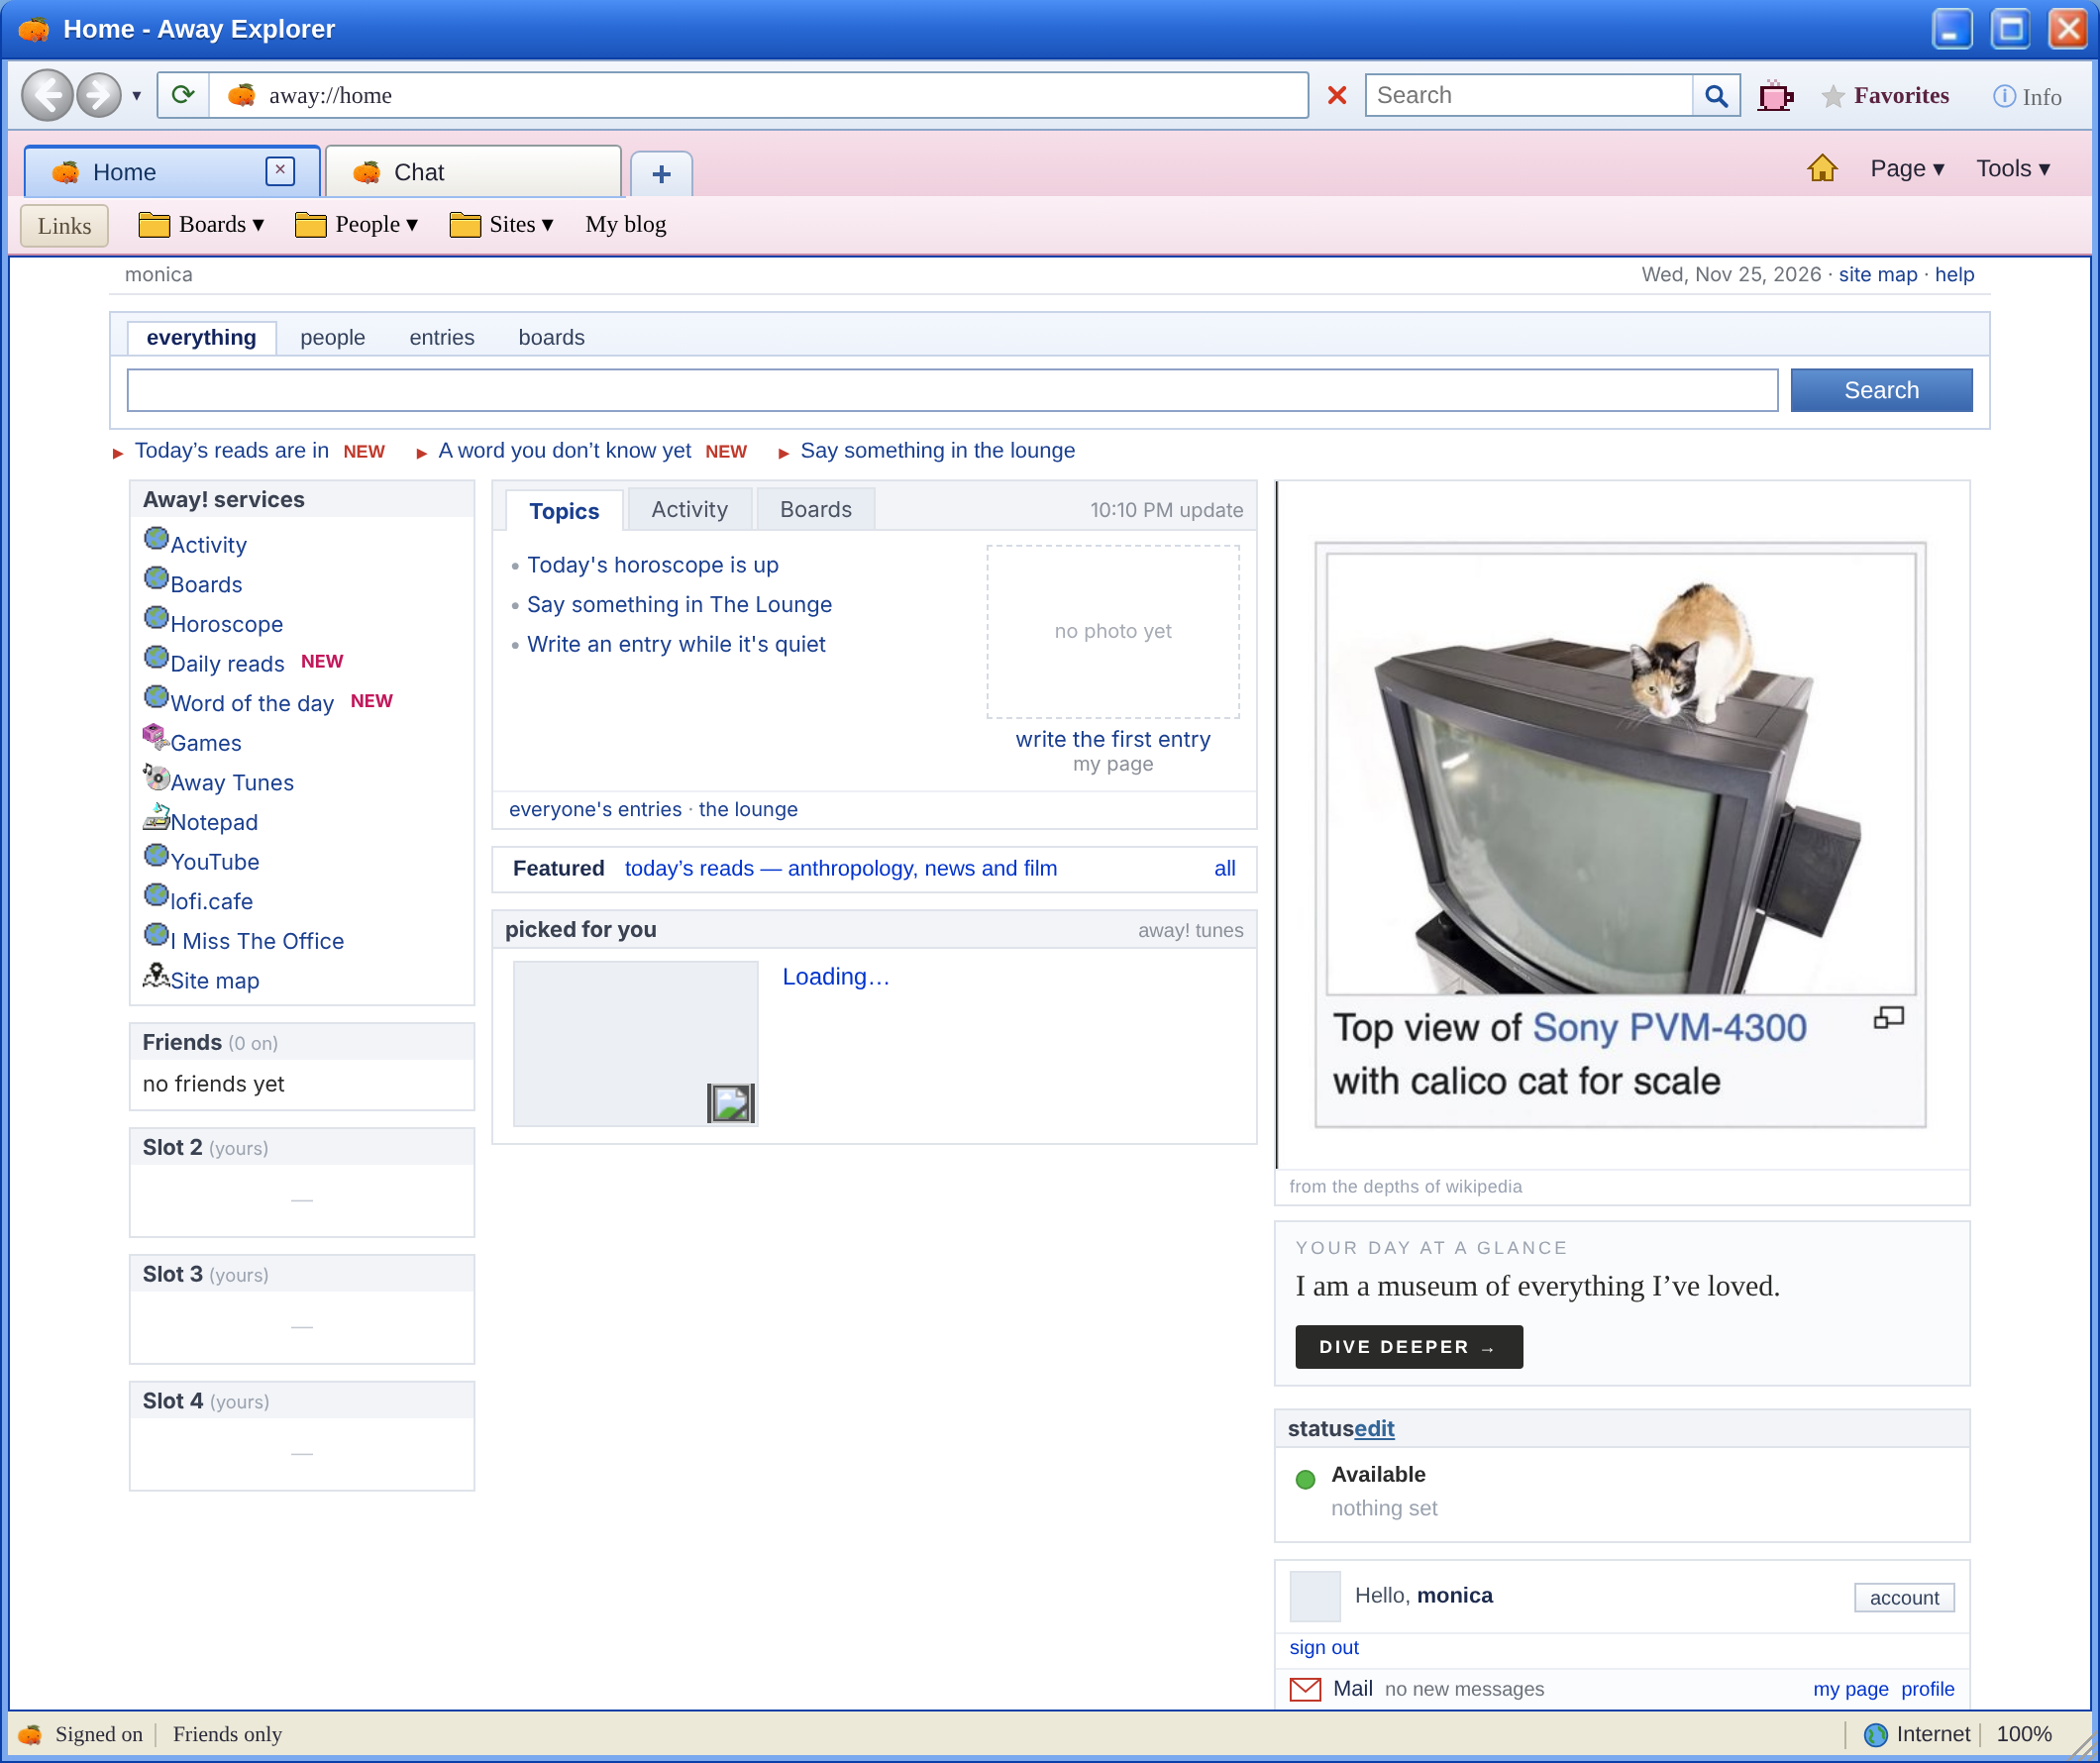 Home - Away Explorer
away://home
Search
Favorites
Info
Home
Chat
Page ▾
Tools ▾
Links
Boards ▾
People ▾
Sites ▾
My blog
monica
Wed, Nov 25, 2026 · site map · help
everything people entries boards
Search
Today’s reads are in NEW
A word you don’t know yet NEW
Say something in the lounge
Away! services
Activity
Boards
Horoscope
Daily reads NEW
Word of the day NEW
Games
Away Tunes
Notepad
YouTube
lofi.cafe
I Miss The Office
Site map
Friends (0 on)
no friends yet
Slot 2 (yours)
—
Slot 3 (yours)
—
Slot 4 (yours)
—
Topics Activity Boards
10:10 PM update
• Today's horoscope is up
• Say something in The Lounge
• Write an entry while it's quiet
no photo yet
write the first entry
my page
everyone's entries · the lounge
Featured today’s reads — anthropology, news and film all
picked for you away! tunes
Loading…
Top view of Sony PVM-4300
with calico cat for scale
from the depths of wikipedia
YOUR DAY AT A GLANCE
I am a museum of everything I’ve loved.
DIVE DEEPER →
statusedit
Available
nothing set
Hello, monica
account
sign out
Mail no new messages my page profile
Signed on
Friends only
Internet
100%